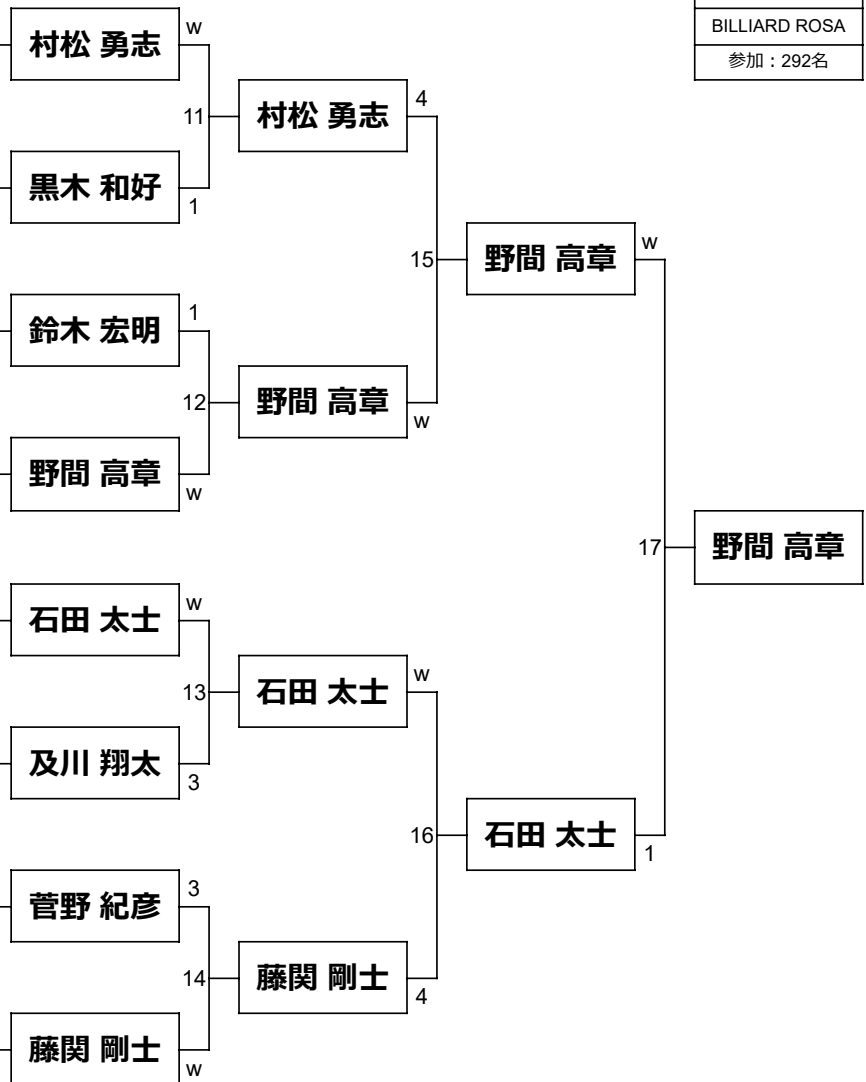 BILLIARD ROSA
参加：292名
村松 勇志
w
11
黒木 和好
1
村松 勇志
4
鈴木 宏明
1
12
野間 高章
w
野間 高章
w
15
野間 高章
w
石田 太士
w
13
及川 翔太
3
石田 太士
w
菅野 紀彦
3
14
藤関 剛士
w
藤関 剛士
4
16
石田 太士
1
17
野間 高章